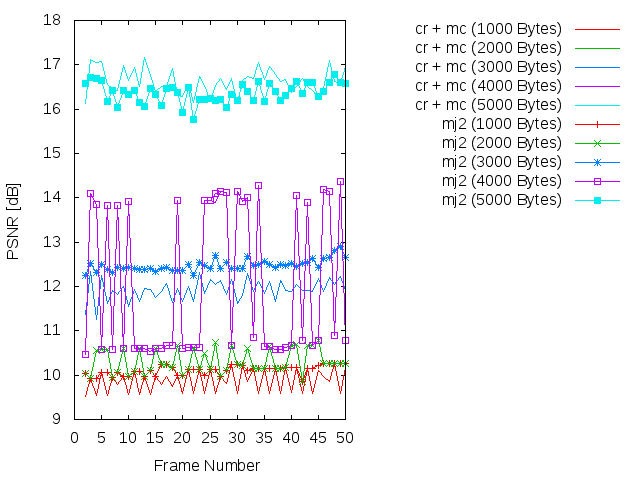 18
17
16
15
14
13
12
11
10
9
PSNR [dB]
0 5 10 15 20 25 30 35 40 45 50
Frame Number
cr + mc (1000 Bytes)
cr + mc (2000 Bytes)
cr + mc (3000 Bytes)
cr + mc (4000 Bytes)
cr + mc (5000 Bytes)
mj2 (1000 Bytes)
mj2 (2000 Bytes)
mj2 (3000 Bytes)
mj2 (4000 Bytes)
mj2 (5000 Bytes)